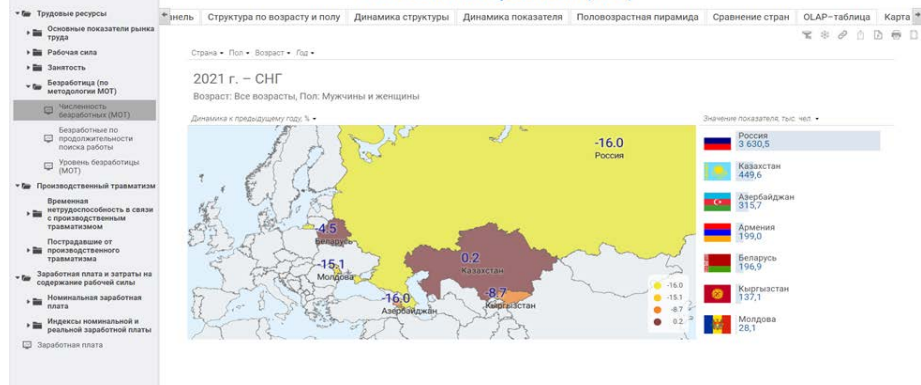 Трудовые ресурсы
Основные показатели рынка
труда
Рабочая сила
Занятость
Безработица (по
методологии МОТ)
Численность
безработных (МОТ)
Безработные по
продолжительности
поиска работы
Уровень безработицы
(МОТ)
Производственный травматизм
Временная
нетрудоспособность в связи
с производственным
травматизмом
Пострадавшие от
производственного
травматизма
Заработная плата и затраты на
содержание рабочей силы
Номинальная заработная
плата
Индексы номинальной и
реальной заработной платы
Заработная плата
нель Структура по возрасту и полу Динамика структуры Динамика показателя Половозрастная пирамида Сравнение стран OLAP-таблица Карта
Страна Пол Возраст Год
2021 г. – СНГ
Возраст: Все возрасты, Пол: Мужчины и женщины
Динамика к предыдущему году, %
-16.0
Россия
-4.5
Беларусь
-15.1
Молдова
0.2
Казахстан
-16.0
Азербайджан
-8.7
Кыргызстан
-16.0
-15.1
-8.7
0.2
Значение показателя, тыс. чел.
Россия
3 630,5
Казахстан
449,6
Азербайджан
315,7
Армения
199,0
Беларусь
196,9
Кыргызстан
137,1
Молдова
28,1